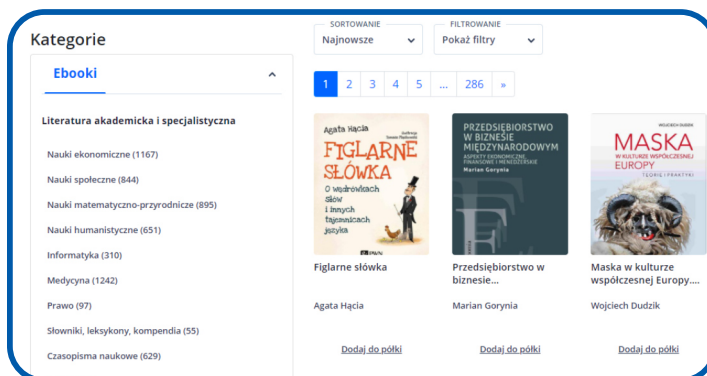 Kategorie
Ebooki
Literatura akademicka i specjalistyczna
Nauki ekonomiczne (1167)
Nauki społeczne (844)
Nauki matematyczno-przyrodnicze (895)
Nauki humanistyczne (651)
Informatyka (310)
Medycyna (1242)
Prawo (97)
Słowniki, leksykony, kompendia (55)
Czasopisma naukowe (629)
SORTOWANIE
Najnowsze
FILTROWANIE
Pokaż filtry
1 2 3 4 5 ... 286 »
Agata Hącia
FIGLARNE
SŁÓWKA
O wędrówkach
słów
i innych
tajemnicach
języka
PWN
Figlarne słówka
Agata Hącia
Dodaj do półki
PRZEDSIĘBIORSTWO
W BIZNESIE
MIĘDZYNARODOWYM
ASPEKTY EKONOMICZNE,
FINANSOWE I MENEDŻERSKIE
Marian Gorynia
Przedsiębiorstwo w
biznesie...
Marian Gorynia
Dodaj do półki
WOJCIECH DUDZIK
MASKA
W KULTURZE WSPÓŁCZESNEJ
EUROPY
TEORIE I PRAKTYKI
Maska w kulturze
współczesnej Europy....
Wojciech Dudzik
Dodaj do półki